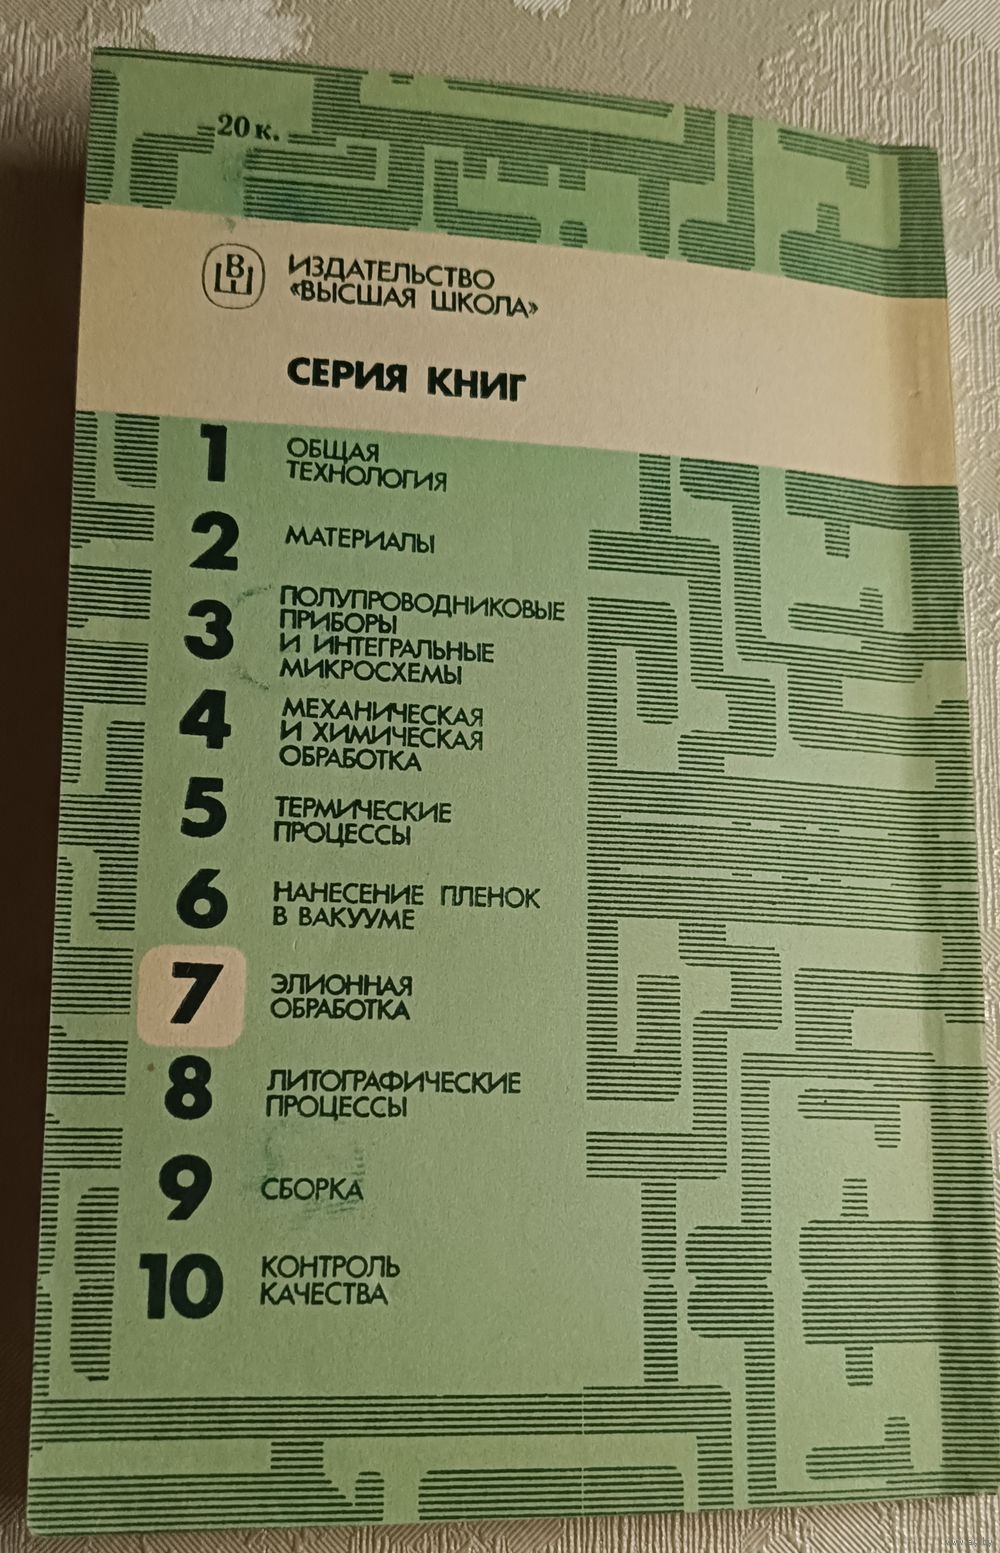 20 к.
ВШ
ИЗДАТЕЛЬСТВО
«ВЫСШАЯ ШКОЛА»
СЕРИЯ КНИГ
1 ОБЩАЯ
ТЕХНОЛОГИЯ
2 МАТЕРИАЛЫ
3 ПОЛУПРОВОДНИКОВЫЕ
ПРИБОРЫ
И ИНТЕГРАЛЬНЫЕ
МИКРОСХЕМЫ
4 МЕХАНИЧЕСКАЯ
И ХИМИЧЕСКАЯ
ОБРАБОТКА
5 ТЕРМИЧЕСКИЕ
ПРОЦЕССЫ
6 НАНЕСЕНИЕ ПЛЕНОК
В ВАКУУМЕ
7 ЭЛИОННАЯ
ОБРАБОТКА
8 ЛИТОГРАФИЧЕСКИЕ
ПРОЦЕССЫ
9 СБОРКА
10 КОНТРОЛЬ
КАЧЕСТВА